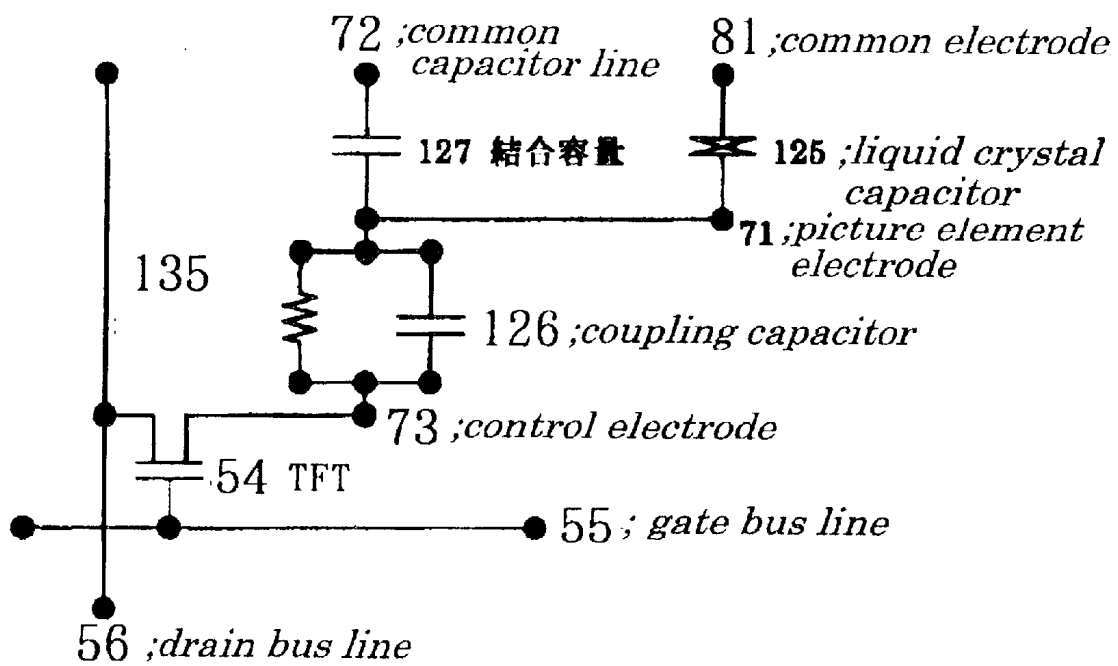 72 ;common
capacitor line
81 ;common electrode
127 結合容量
125 ;liquid crystal
capacitor
71 ;picture element
electrode
135
126 ;coupling capacitor
73 ;control electrode
54 TFT
55 ; gate bus line
56 ;drain bus line